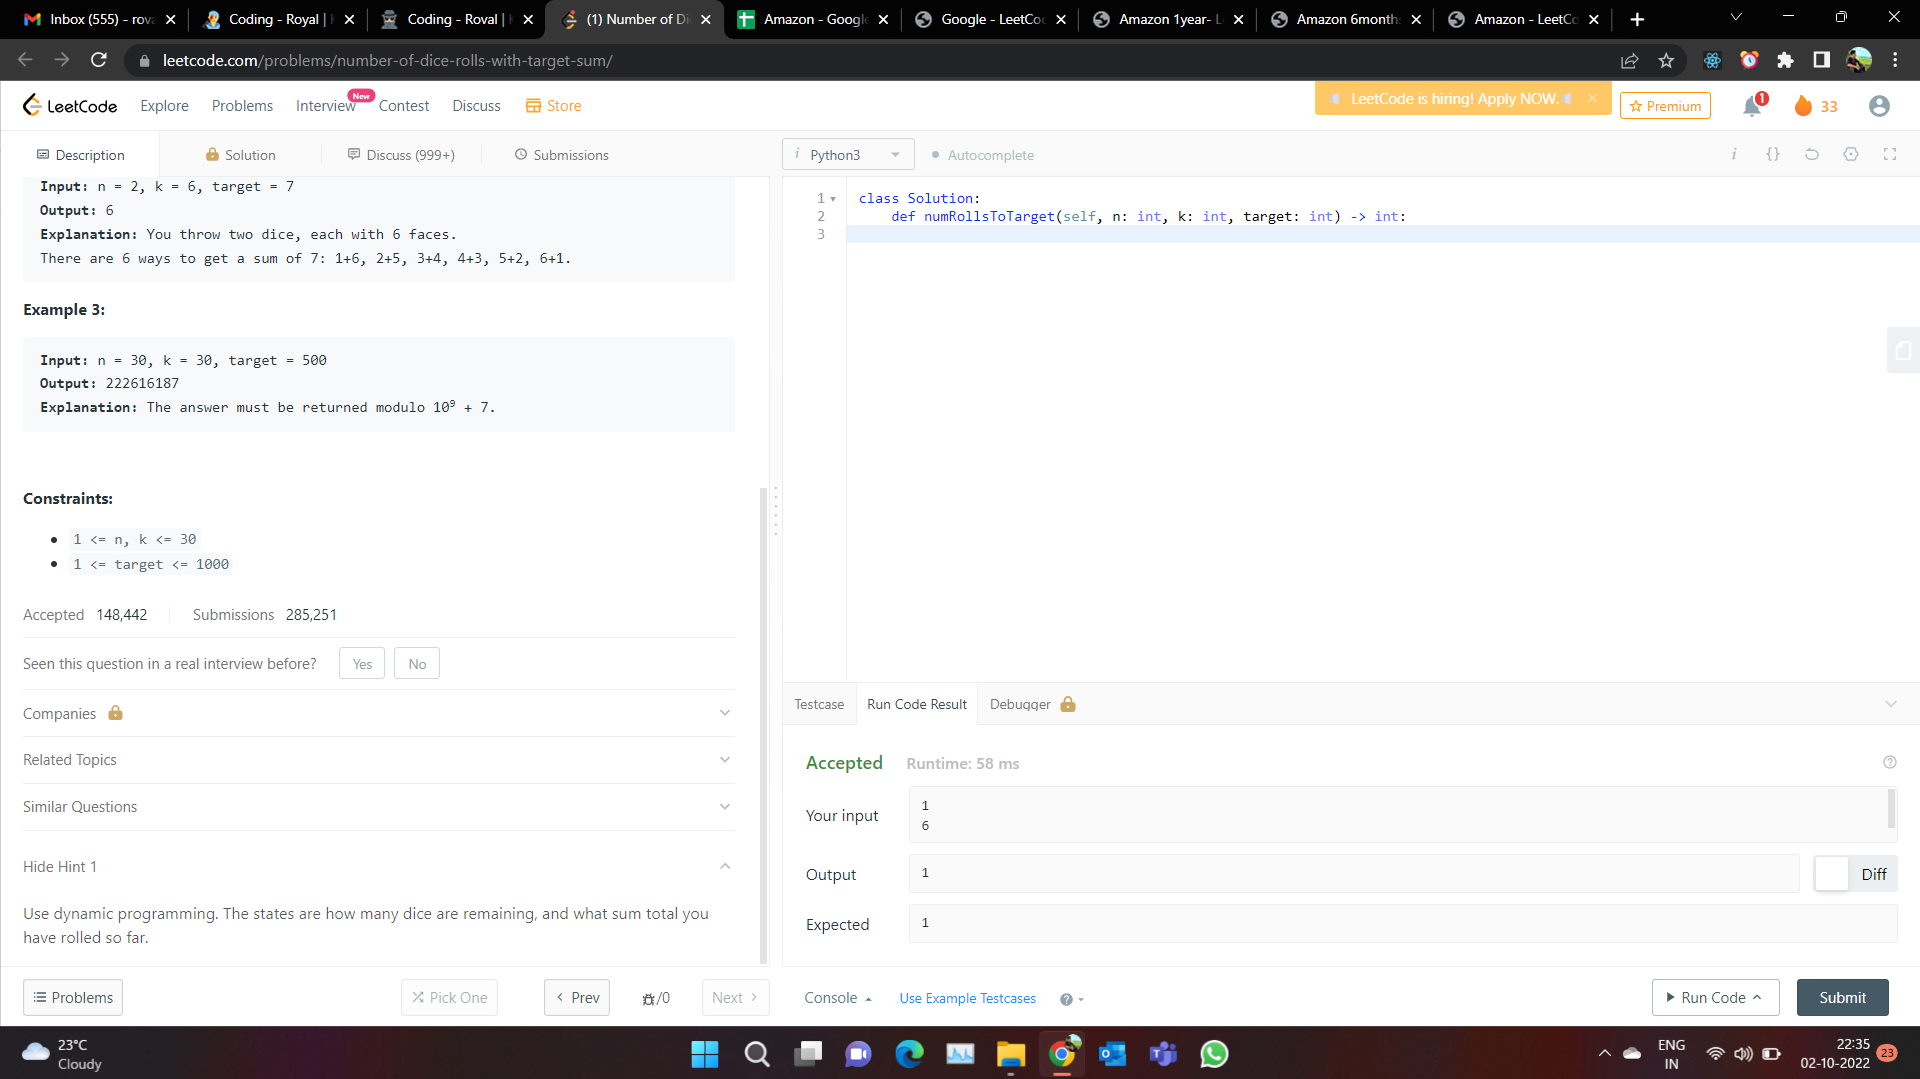 Inbox (555) - rova
Coding - Royal |
Coding - Roval |
(1) Number of Di
Amazon - Google
Google - LeetCo
Amazon 1year- L
Amazon 6month
Amazon - LeetCo
leetcode.com/problems/number-of-dice-rolls-with-target-sum/
LeetCode
Explore
Problems
Interview
New
Contest
Discuss
Store
LeetCode is hiring! Apply NOW.
Premium
1
33
Description
Solution
Discuss (999+)
Submissions
Input: n = 2, k = 6, target = 7
Output: 6
Explanation: You throw two dice, each with 6 faces.
There are 6 ways to get a sum of 7: 1+6, 2+5, 3+4, 4+3, 5+2, 6+1.
Example 3:
Input: n = 30, k = 30, target = 500
Output: 222616187
Explanation: The answer must be returned modulo 10⁹ + 7.
Constraints:
1 <= n, k <= 30
1 <= target <= 1000
Accepted 148,442 Submissions 285,251
Seen this question in a real interview before? Yes No
Companies
Related Topics
Similar Questions
Hide Hint 1
Use dynamic programming. The states are how many dice are remaining, and what sum total you
have rolled so far.
Problems
Pick One
Prev
/0
Next
i Python3
Autocomplete
i {}
1 class Solution:
2     def numRollsToTarget(self, n: int, k: int, target: int) -> int:
3
Testcase
Run Code Result
Debugger
Accepted Runtime: 58 ms
Your input
1
6
Output
1
Diff
Expected
1
Console
Use Example Testcases
Run Code
Submit
23°C
Cloudy
ENG
IN
22:35
02-10-2022
23